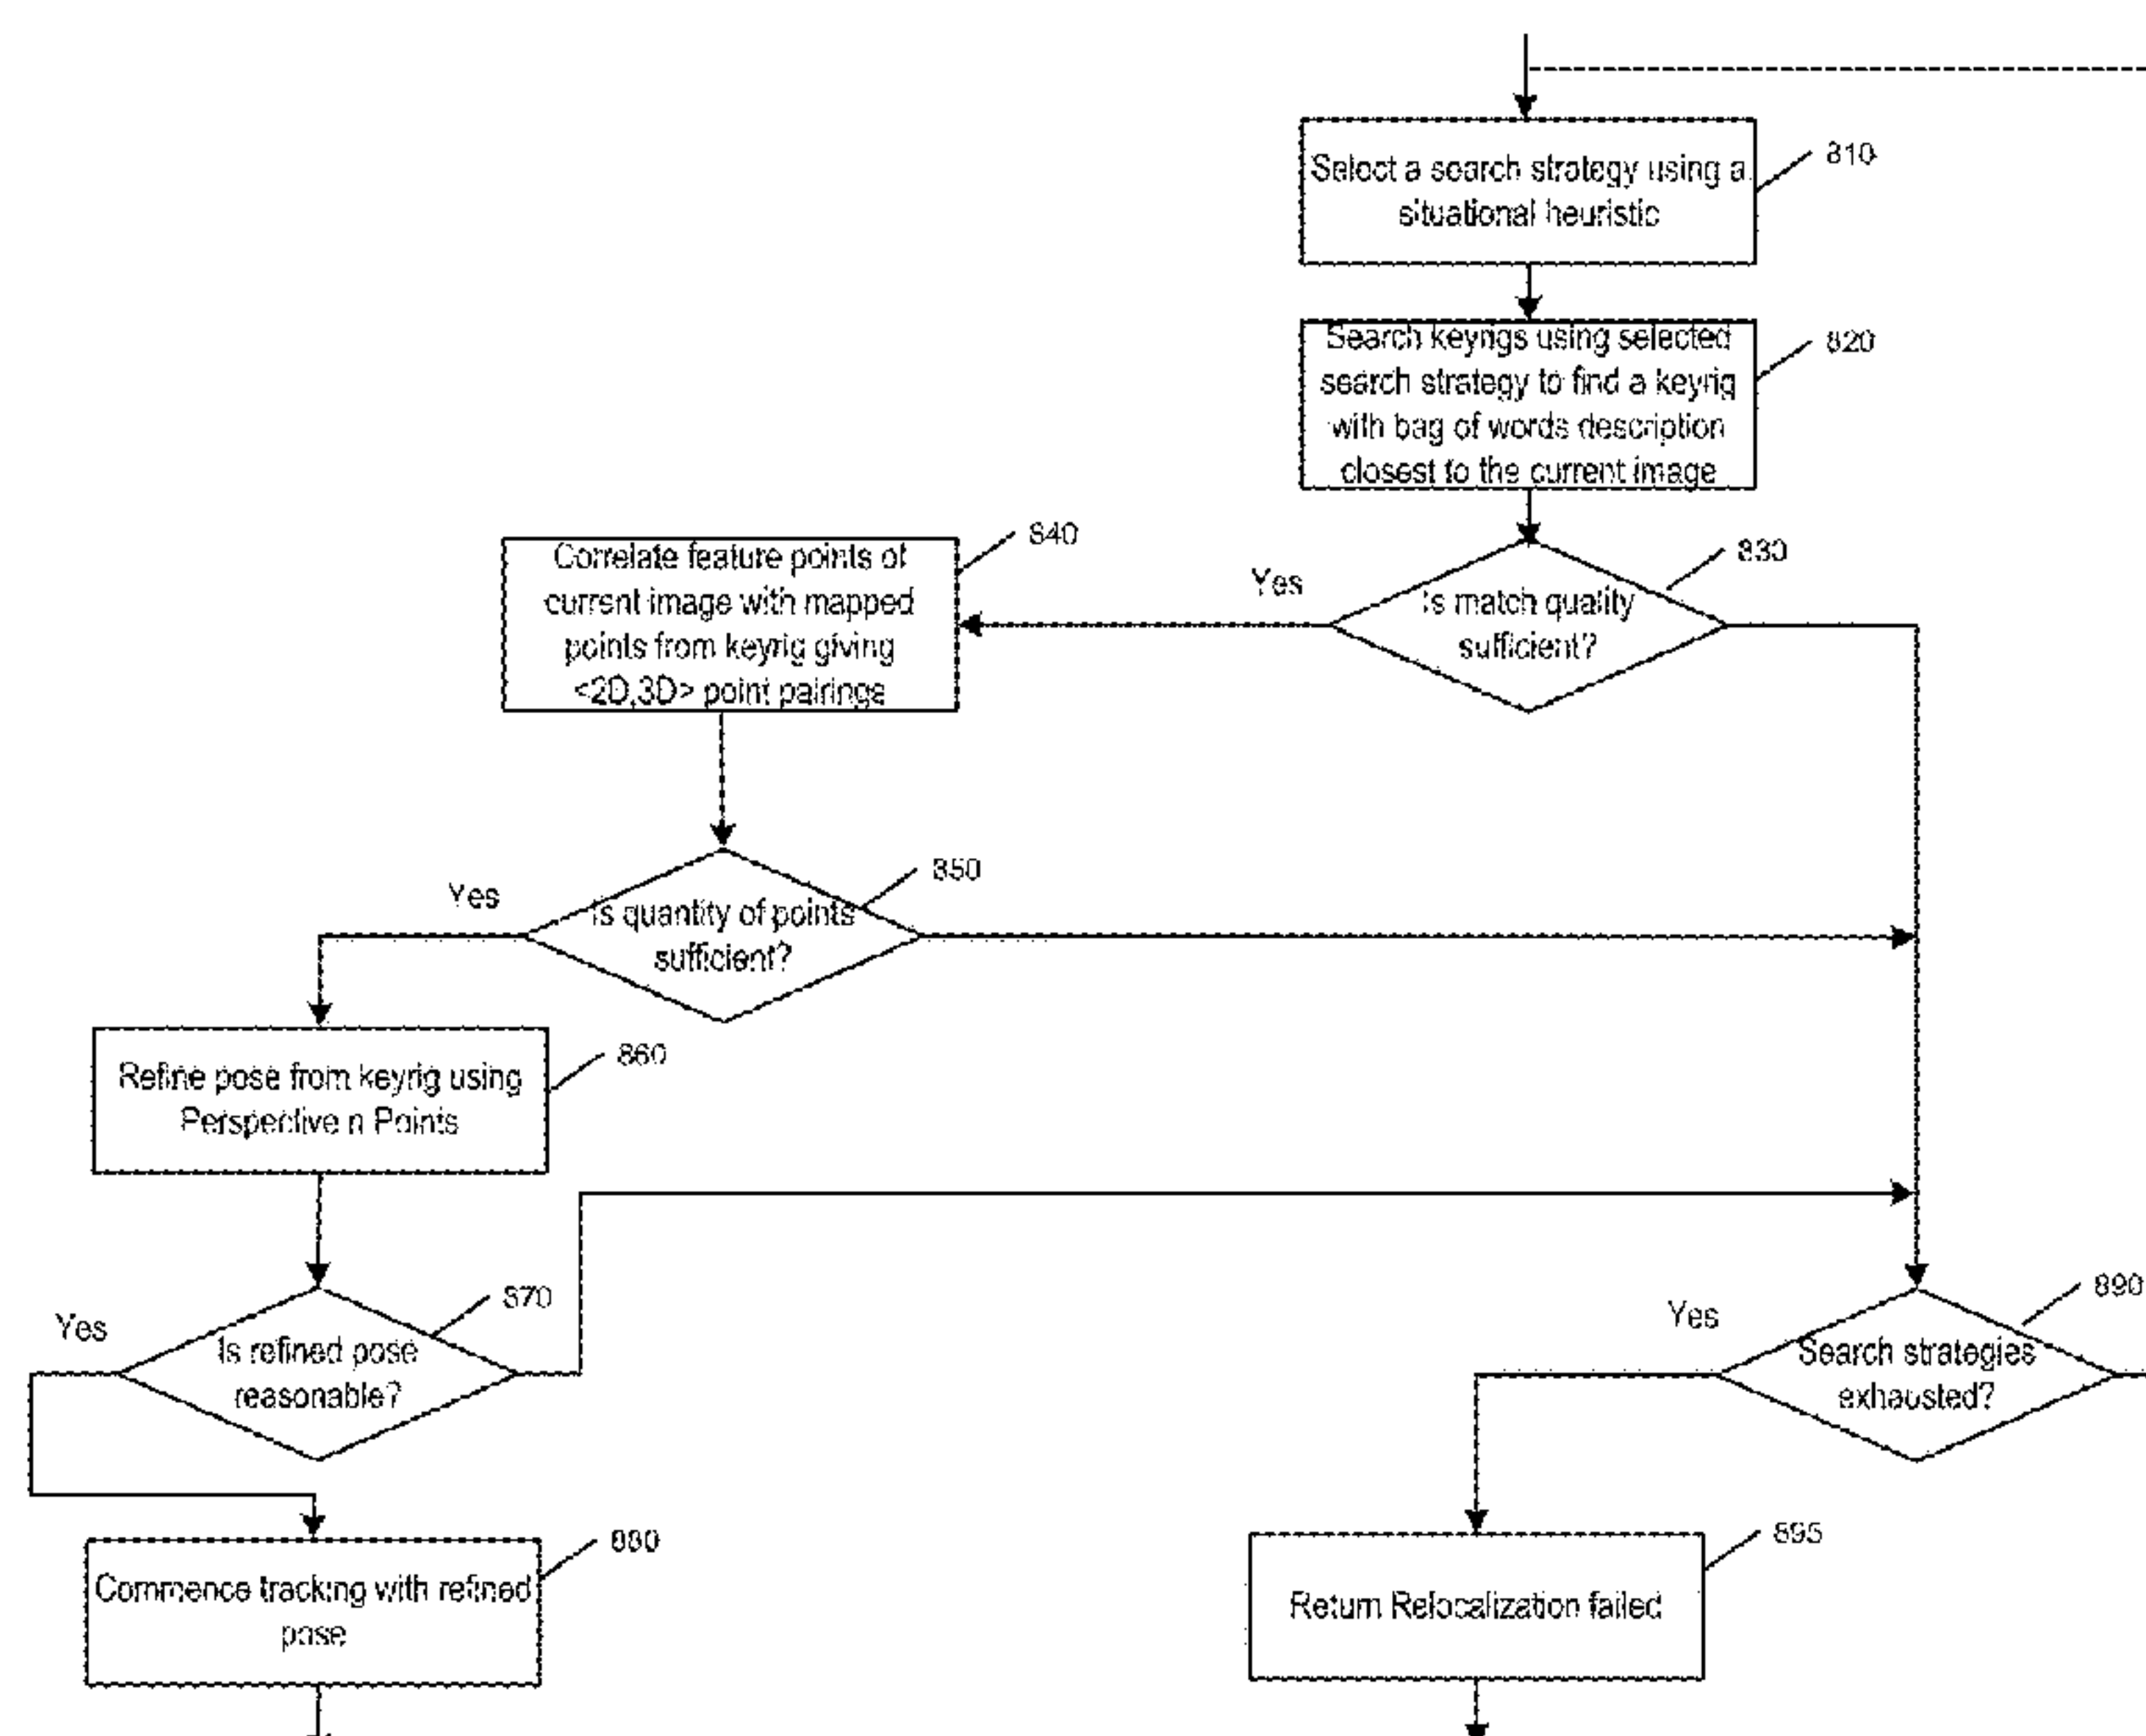 Select a search strategy using a
situational heuristic
810
Search keyrigs using selected
search strategy to find a keyrig
with bag of words description
closest to the current image
820
Correlate feature points of
current image with mapped
points from keyrig giving
<2D,3D> point pairings
840
Yes
Is match quality
sufficient?
830
Yes
Is quantity of points
sufficient?
850
Refine pose from keyrig using
Perspective n Points
860
Yes
Is refined pose
reasonable?
870
Yes
Search strategies
exhausted?
890
Commence tracking with refined
pose
880
Return Relocalization failed
895